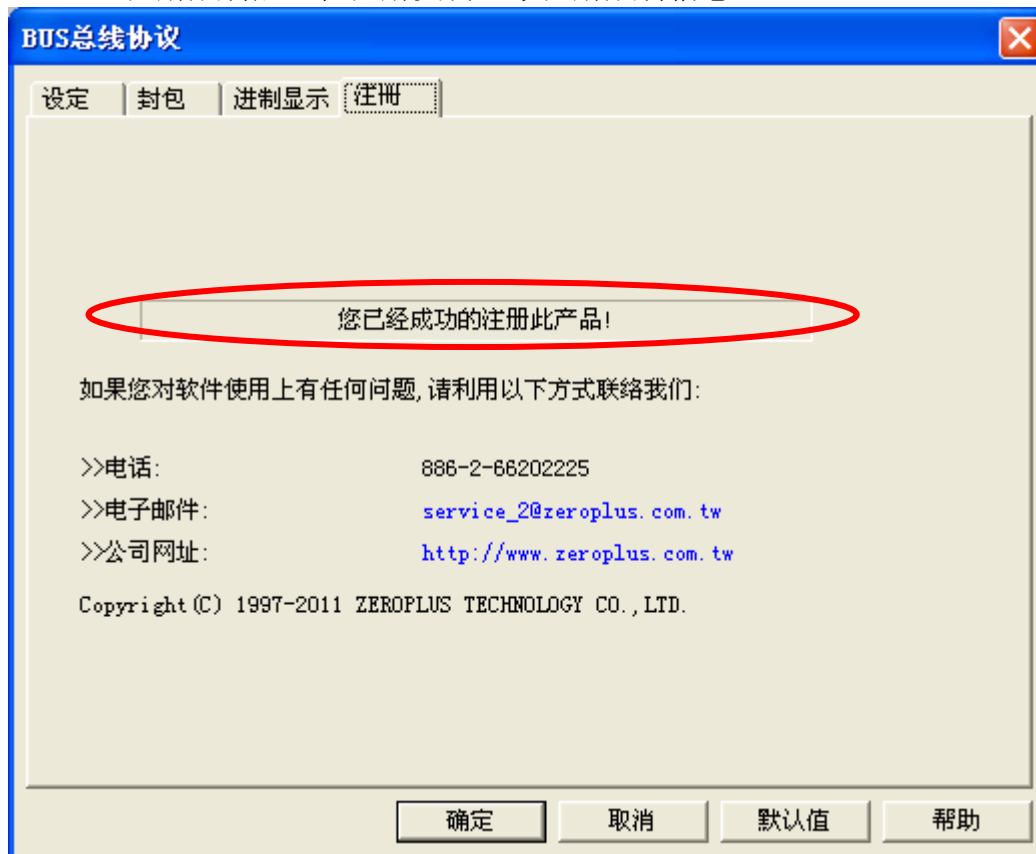 BUS总线协议
设定 封包 进制显示 注册
您已经成功的注册此产品!
如果您对软件使用上有任何问题,请利用以下方式联络我们:
>>电话: 886-2-66202225
>>电子邮件: service_2@zeroplus.com.tw
>>公司网址: http://www.zeroplus.com.tw
Copyright(C) 1997-2011 ZEROPLUS TECHNOLOGY CO.,LTD.
确定 取消 默认值 帮助